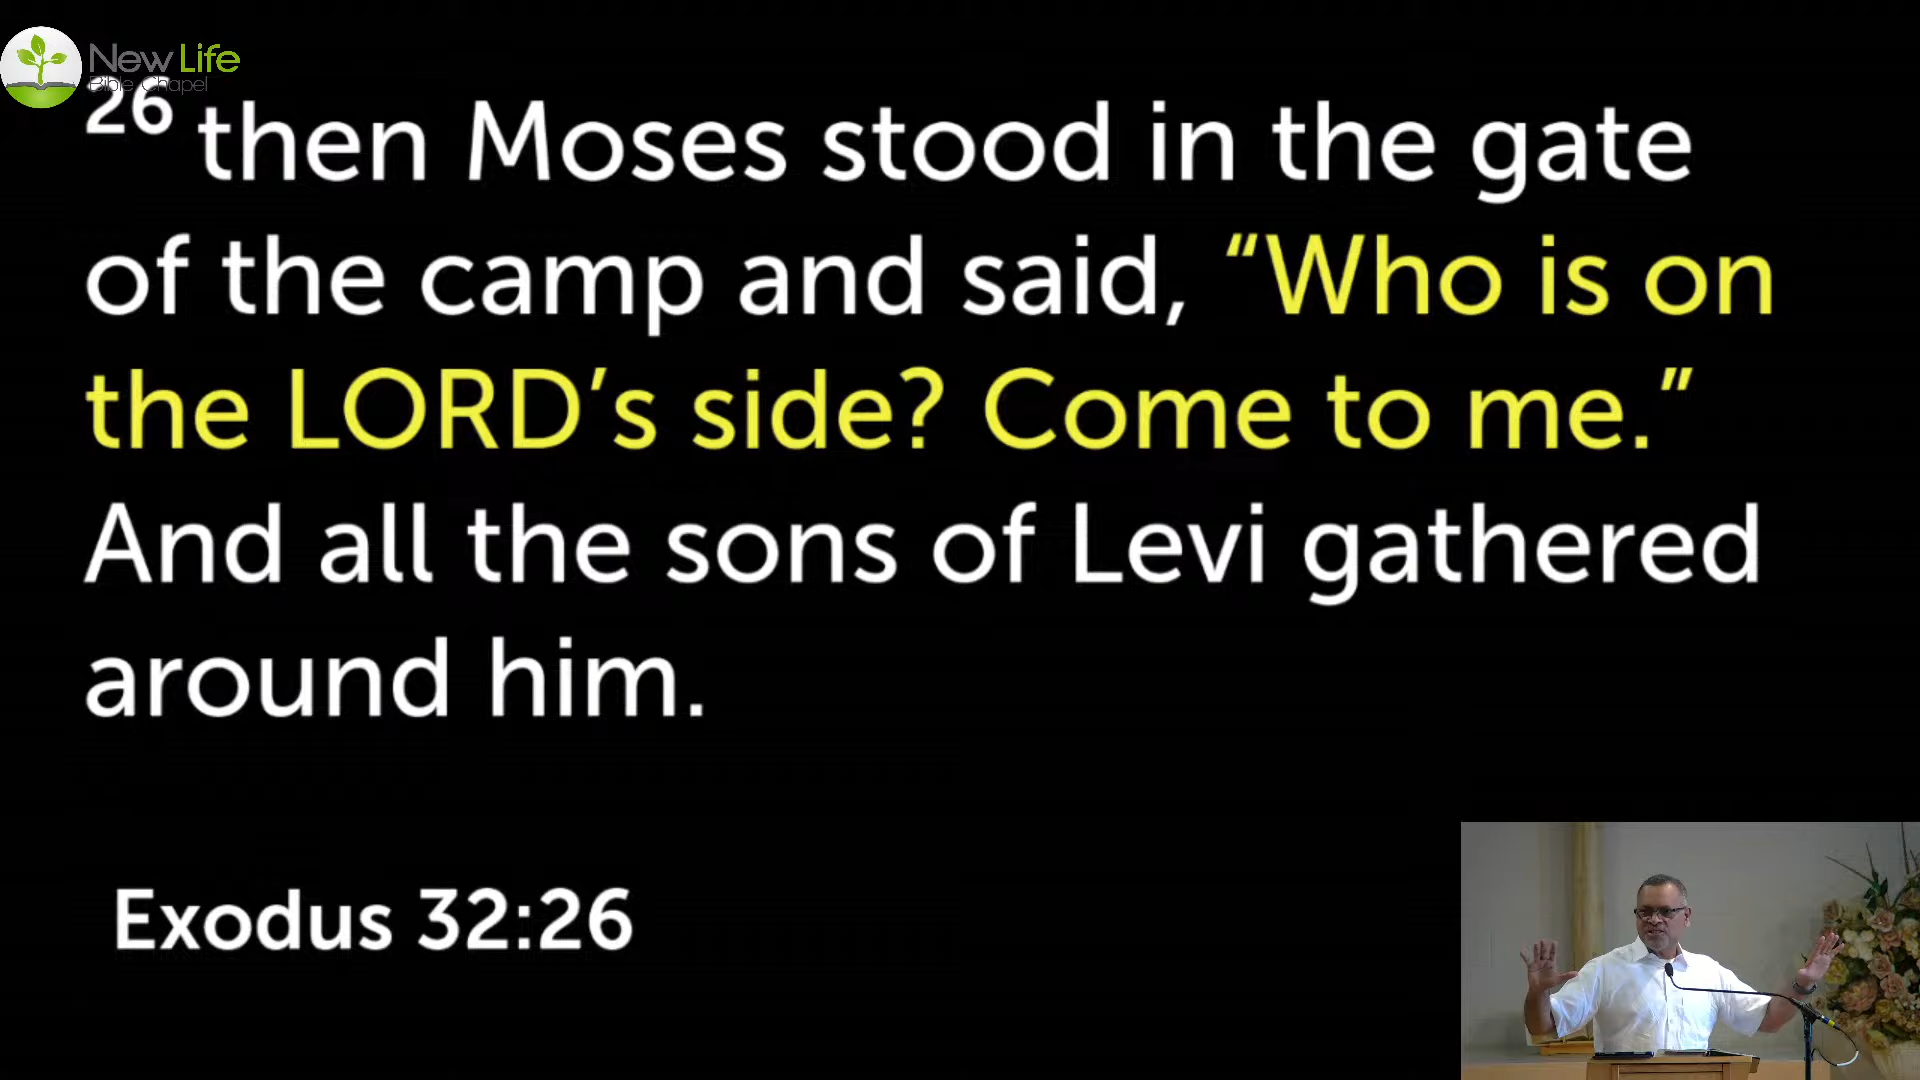 New Life
Bible Chapel
26 then Moses stood in the gate
of the camp and said, “Who is on
the LORD’s side? Come to me.”
And all the sons of Levi gathered
around him.
Exodus 32:26